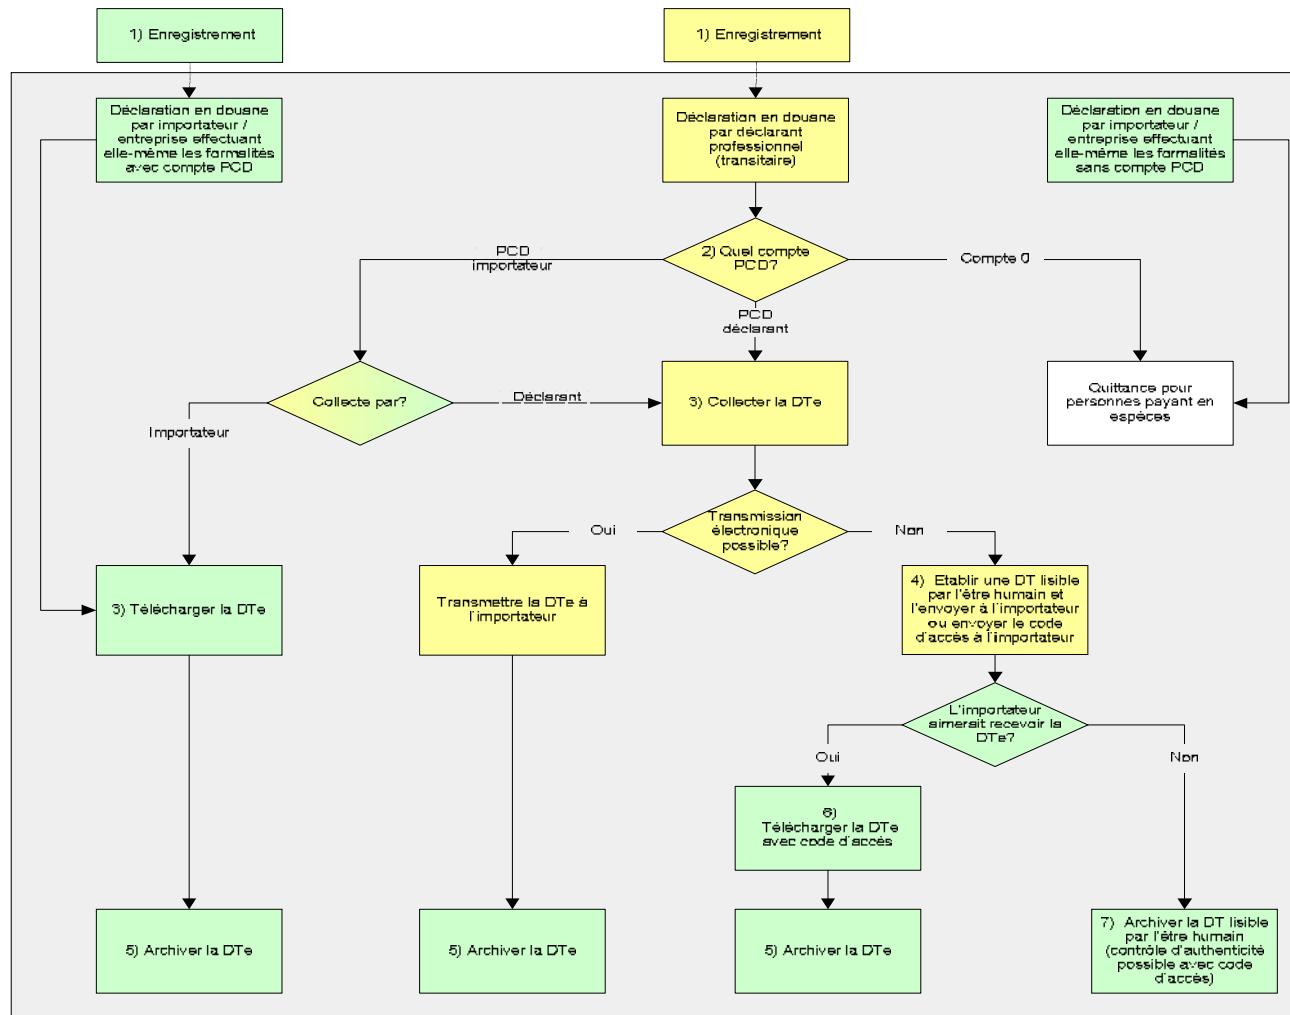 1) Enregistrement
1) Enregistrement
Déclaration en douane
par importateur /
entreprise effectuant
elle-même les formalités
avec compte PCD
Déclaration en douane
par déclarant
professionnel
(transitaire)
Déclaration en douane
par importateur /
entreprise effectuant
elle-même les formalités
sans compte PCD
2) Quel compte
PCD?
PCD
importateur
Compte 0
PCD
déclarant
Collecte par?
Déclarant
Importateur
3) Collecter la DTe
Quittance pour
personnes payant en
espèces
Transmission
électronique
possible?
Oui
Non
3) Télécharger la DTe
Transmettre la DTe à
l'importateur
4) Etablir une DT lisible
par l'être humain et
l'envoyer à l'importateur
ou envoyer le code
d'accès à l'importateur
L'importateur
aimerait recevoir la
DTe?
Oui
Non
6)
Télécharger la DTe
avec code d'accès
5) Archiver la DTe
5) Archiver la DTe
5) Archiver la DTe
7) Archiver la DT lisible
par l'être humain
(contrôle d'authenticité
possible avec code
d'accès)